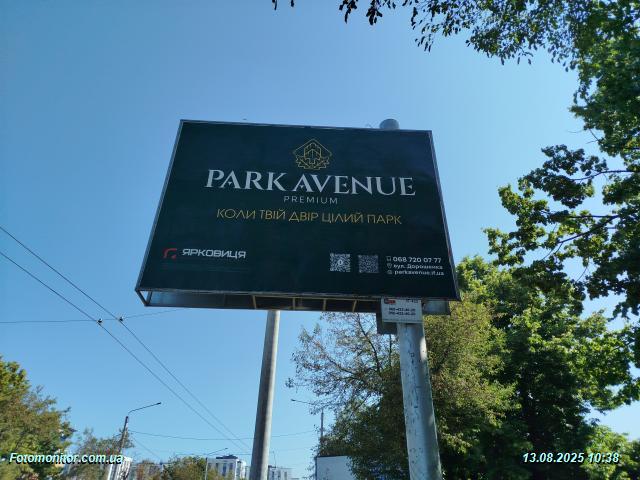 PARK AVENUE
PREMIUM
КОЛИ ТВІЙ ДВІР ЦІЛИЙ ПАРК
ЯРКОВИЦЯ
068 720 07 77
вул. Дорошенка
parkavenue.if.ua
Fotomonitor.com.ua
13.08.2025 10:38